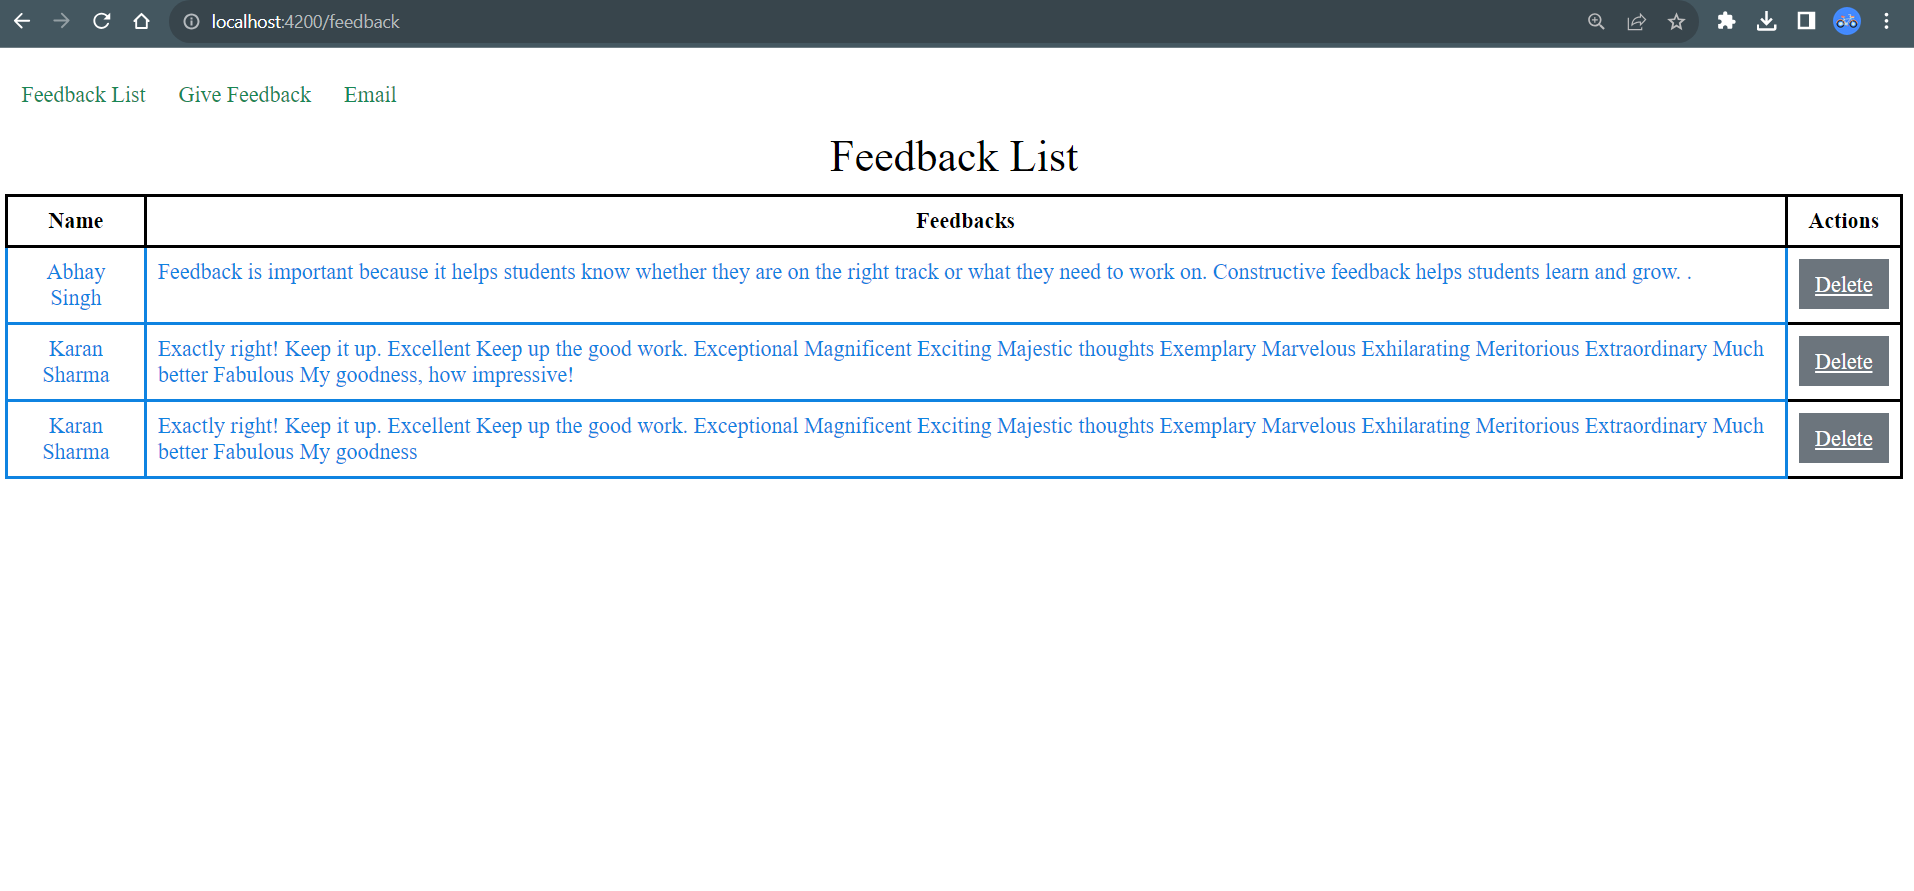 localhost:4200/feedback
Feedback List Give Feedback Email
Feedback List
Name Feedbacks Actions
Abhay Feedback is important because it helps students know whether they are on the right track or what they need to work on. Constructive feedback helps students learn and grow. .
Singh
Delete
Karan Exactly right! Keep it up. Excellent Keep up the good work. Exceptional Magnificent Exciting Majestic thoughts Exemplary Marvelous Exhilarating Meritorious Extraordinary Much
Sharma better Fabulous My goodness, how impressive!
Delete
Karan Exactly right! Keep it up. Excellent Keep up the good work. Exceptional Magnificent Exciting Majestic thoughts Exemplary Marvelous Exhilarating Meritorious Extraordinary Much
Sharma better Fabulous My goodness
Delete